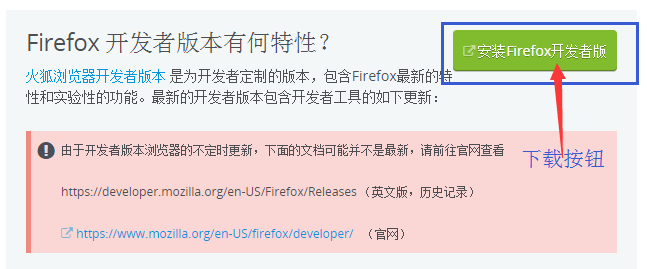 Firefox 开发者版本有何特性？
安装Firefox开发者版
火狐浏览器开发者版本 是为开发者定制的版本，包含Firefox最新的特
性和实验性的功能。最新的开发者版本包含开发者工具的如下更新：
由于开发者版本浏览器的不定时更新，下面的文档可能并不是最新，请前往官网查看
下载按钮
https://developer.mozilla.org/en-US/Firefox/Releases（英文版，历史记录）
https://www.mozilla.org/en-US/firefox/developer/ （官网）